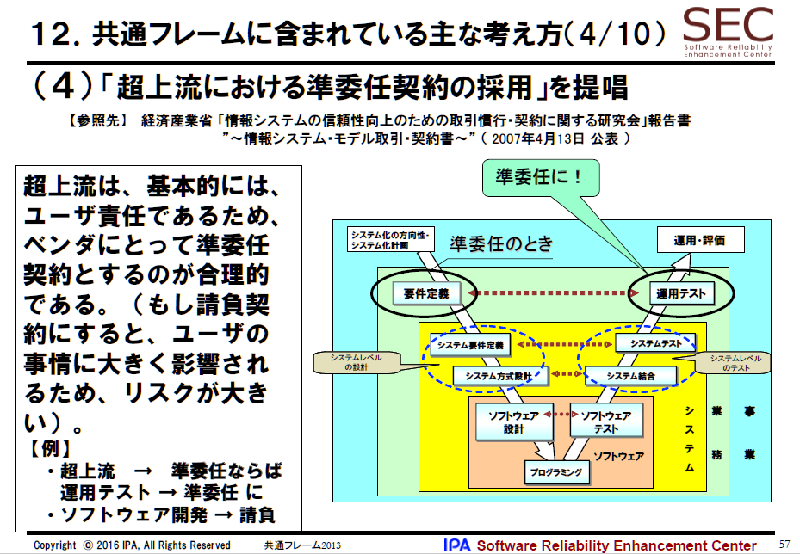 12. 共通フレームに含まれている主な考え方(4/10)
SEC
Software Reliability
Enhancement Center
(4)「超上流における準委任契約の採用」を提唱
【参照先】 経済産業省「情報システムの信頼性向上のための取引慣行・契約に関する研究会」報告書
”～情報システム・モデル取引・契約書～”(2007年4月13日 公表)
超上流は、基本的には、
ユーザ責任であるため、
ベンダにとって準委任
契約とするのが合理的
である。(もし請負契
約にすると、ユーザの
事情に大きく影響され
るため、リスクが大き
い)。
【例】
・超上流 → 準委任ならば
運用テスト → 準委任 に
・ソフトウェア開発 → 請負
準委任に！
システム化の方向性・
システム化計画
準委任のとき
運用・評価
要件定義
運用テスト
システム要件定義
システムテスト
システムレベル
の設計
システムレベル
のテスト
システム方式設計
システム結合
ソフトウェア
設計
ソフトウェア
テスト
システム
業務
事業
ソフトウェア
プログラミング
Copyright © 2016 IPA, All Rights Reserved
共通フレーム2013
IPA Software Reliability Enhancement Center
57